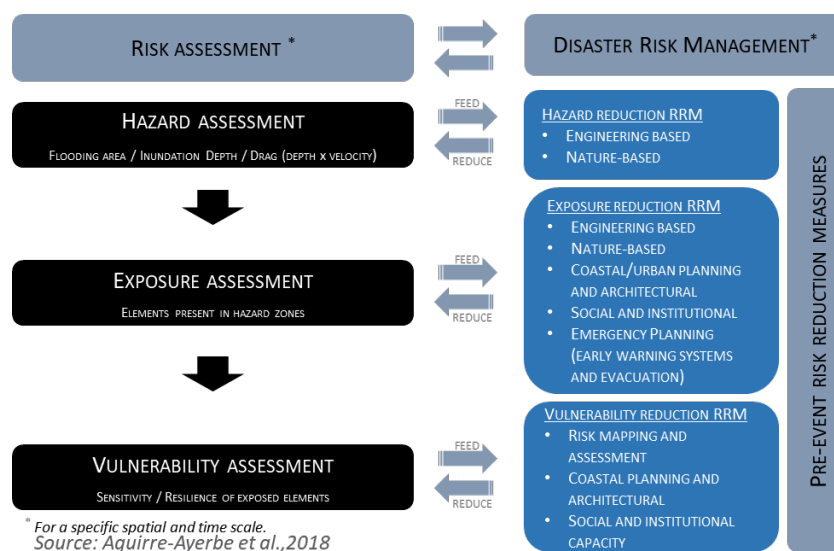 RISK ASSESSMENT *
DISASTER RISK MANAGEMENT*
HAZARD ASSESSMENT
FLOODING AREA / INUNDATION DEPTH / DRAG (DEPTH X VELOCITY)
FEED
REDUCE
HAZARD REDUCTION RRM
• ENGINEERING BASED
• NATURE-BASED
EXPOSURE ASSESSMENT
ELEMENTS PRESENT IN HAZARD ZONES
FEED
REDUCE
EXPOSURE REDUCTION RRM
• ENGINEERING BASED
• NATURE-BASED
• COASTAL/URBAN PLANNING
AND ARCHITECTURAL
• SOCIAL AND INSTITUTIONAL
• EMERGENCY PLANNING
(EARLY WARNING SYSTEMS
AND EVACUATION)
VULNERABILITY ASSESSMENT
SENSITIVITY / RESILIENCE OF EXPOSED ELEMENTS
FEED
REDUCE
VULNERABILITY REDUCTION RRM
• RISK MAPPING AND
ASSESSMENT
• COASTAL PLANNING AND
ARCHITECTURAL
• SOCIAL AND INSTITUTIONAL
CAPACITY
PRE-EVENT RISK REDUCTION MEASURES
* For a specific spatial and time scale.
Source: Aguirre-Ayerbe et al.,2018